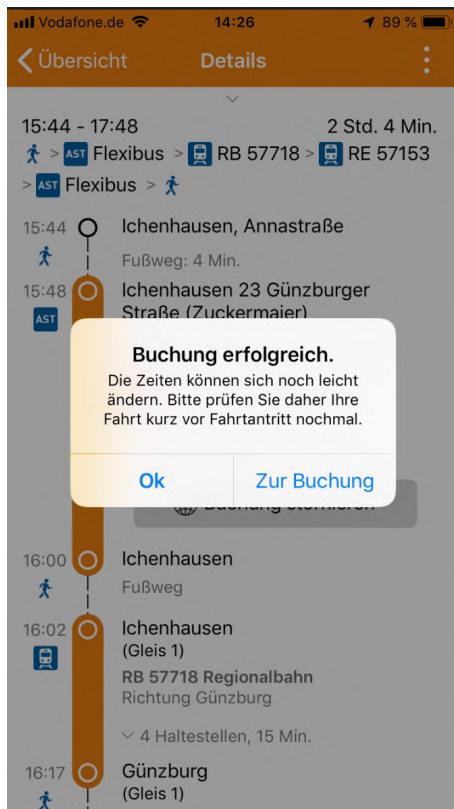 Vodafone.de 14:26 89 %
Übersicht Details
15:44 - 17:48 2 Std. 4 Min.
> AST Flexibus > RB 57718 > RE 57153
> AST Flexibus >
15:44 Ichenhausen, Annastraße
Fußweg: 4 Min.
15:48 Ichenhausen 23 Günzburger
AST Straße (Zuckermaier)
Buchung erfolgreich.
Die Zeiten können sich noch leicht
ändern. Bitte prüfen Sie daher Ihre
Fahrt kurz vor Fahrtantritt nochmal.
Ok Zur Buchung
Buchung stornieren
16:00 Ichenhausen
Fußweg
16:02 Ichenhausen
(Gleis 1)
RB 57718 Regionalbahn
Richtung Günzburg
4 Haltestellen, 15 Min.
16:17 Günzburg
(Gleis 1)